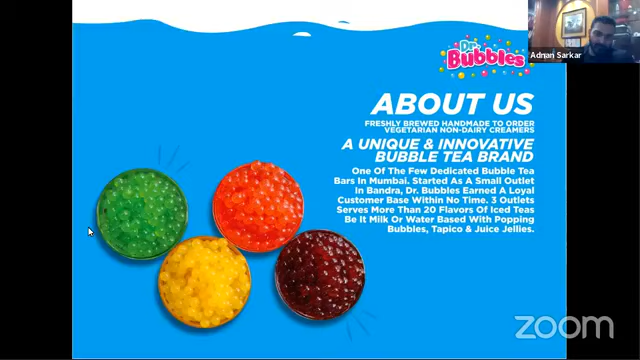 Adnan Sarkar
Dr.
Bubbles
ABOUT US
FRESHLY BREWED HANDMADE TO ORDER
VEGETARIAN NON-DAIRY CREAMERS
A UNIQUE & INNOVATIVE
BUBBLE TEA BRAND
One Of The Few Dedicated Bubble Tea
Bars In Mumbai. Started As A Small Outlet
In Bandra, Dr. Bubbles Earned A Loyal
Customer Base Within No Time. 3 Outlets
Serves More Than 20 Flavors Of Iced Teas
Be It Milk Or Water Based With Popping
Bubbles, Tapico & Juice Jellies.
zoom